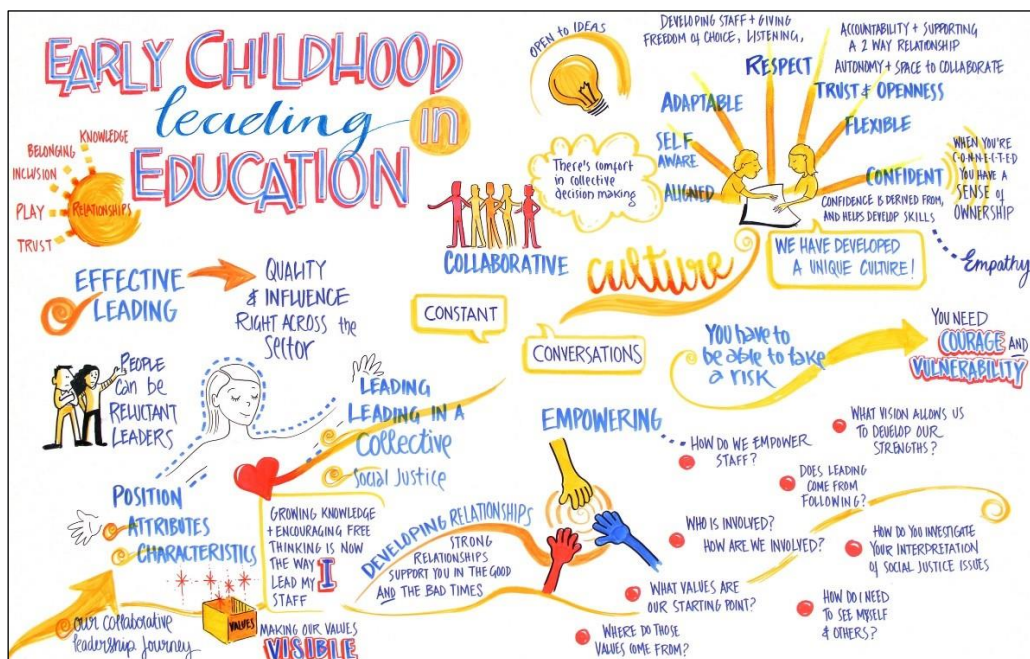 EARLY CHILDHOOD
leading in
EDUCATION
KNOWLEDGE
BELONGING
INCLUSION
PLAY
TRUST
RELATIONSHIPS
EFFECTIVE
LEADING
QUALITY
& INFLUENCE
RIGHT ACROSS the
SECTOR
PEOPLE
can be
RELUCTANT
LEADERS
LEADING
LEADING IN A
COLLECTIVE
Social Justice
POSITION
ATTRIBUTES
CHARACTERISTICS
our collaborative
leadership journey
VALUES
MAKING OUR VALUES
VISIBLE
GROWING KNOWLEDGE
+ ENCOURAGING FREE
THINKING IS NOW
THE WAY I
LEAD MY
STAFF
DEVELOPING RELATIONSHIPS
STRONG
RELATIONSHIPS
SUPPORT YOU IN THE GOOD
AND THE BAD TIMES
OPEN TO IDEAS
There's comfort
in collective
decision making
COLLABORATIVE
culture
DEVELOPING STAFF + GIVING
FREEDOM of CHOICE, LISTENING,
ACCOUNTABILITY + SUPPORTING
A 2 WAY RELATIONSHIP
AUTONOMY + SPACE to COLLABORATE
RESPECT
TRUST & OPENNESS
ADAPTABLE
FLEXIBLE
SELF
AWARE
ALIGNED
CONFIDENT
CONFIDENCE IS DERIVED FROM,
AND HELPS DEVELOP SKILLS
WHEN YOU'RE
C-O-N-N-E-C-T-E-D
YOU HAVE A
SENSE of
OWNERSHIP
Empathy
WE HAVE DEVELOPED
A UNIQUE CULTURE!
CONSTANT
CONVERSATIONS
You have to
be able to take
a risk
YOU NEED
COURAGE AND
VULNERABILITY
EMPOWERING
HOW DO WE EMPOWER
STAFF?
WHAT VISION ALLOWS US
TO DEVELOP OUR
STRENGTHS?
DOES LEADING
COME FROM
FOLLOWING?
WHO IS INVOLVED?
HOW ARE WE INVOLVED?
HOW DO YOU INVESTIGATE
YOUR INTERPRETATION
of SOCIAL JUSTICE ISSUES
WHAT VALUES ARE
OUR STARTING POINT?
HOW DO I NEED
TO SEE MYSELF
& OTHERS?
WHERE DO THOSE
VALUES COME FROM?